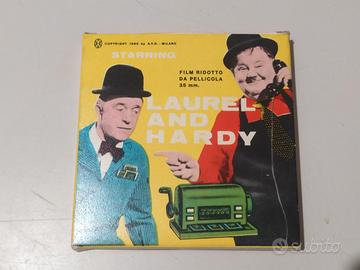 COPYRIGHT 1966 by A.V.O. - MILANO
STARRING
FILM RIDOTTO
DA PELLICOLA
35 mm.
LAUREL
AND
HARDY
subito